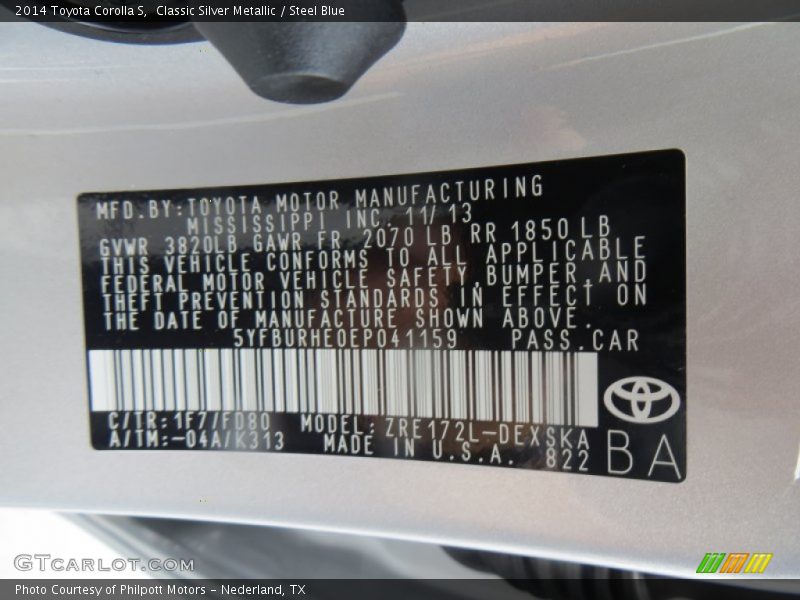 2014 Toyota Corolla S,  Classic Silver Metallic / Steel Blue
MFD.BY:TOYOTA MOTOR MANUFACTURING
MISSISSIPPI INC. 11/13
GVWR 3820LB GAWR FR 2070 LB RR 1850 LB
THIS VEHICLE CONFORMS TO ALL APPLICABLE
FEDERAL MOTOR VEHICLE SAFETY,BUMPER,AND
THEFT PREVENTION STANDARDS IN EFFECT ON
THE DATE OF MANUFACTURE SHOWN ABOVE.
5YFBURHE0EP041159 PASS.CAR
C/TR:1F7/FD80 MODEL:ZRE172L-DEXSKA
A/TM:-04A/K313 MADE IN U.S.A. 822
BA
GTCARLOT.COM
Photo Courtesy of Philpott Motors - Nederland, TX